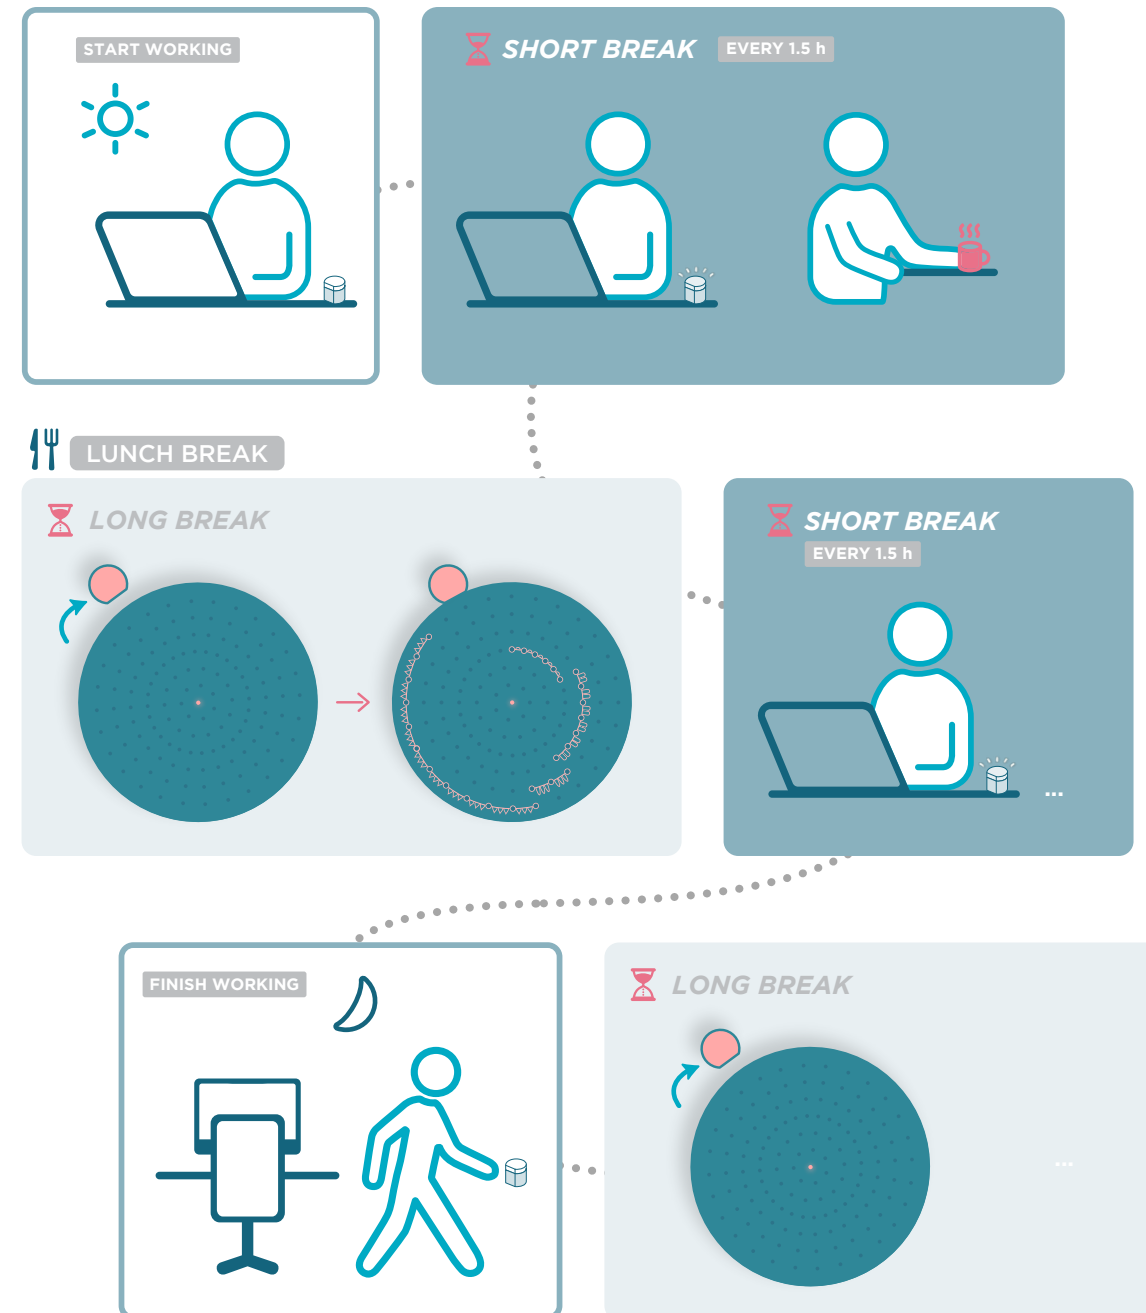 START WORKING
SHORT BREAK EVERY 1.5 h
LUNCH BREAK
LONG BREAK
SHORT BREAK
EVERY 1.5 h
...
FINISH WORKING
LONG BREAK
...